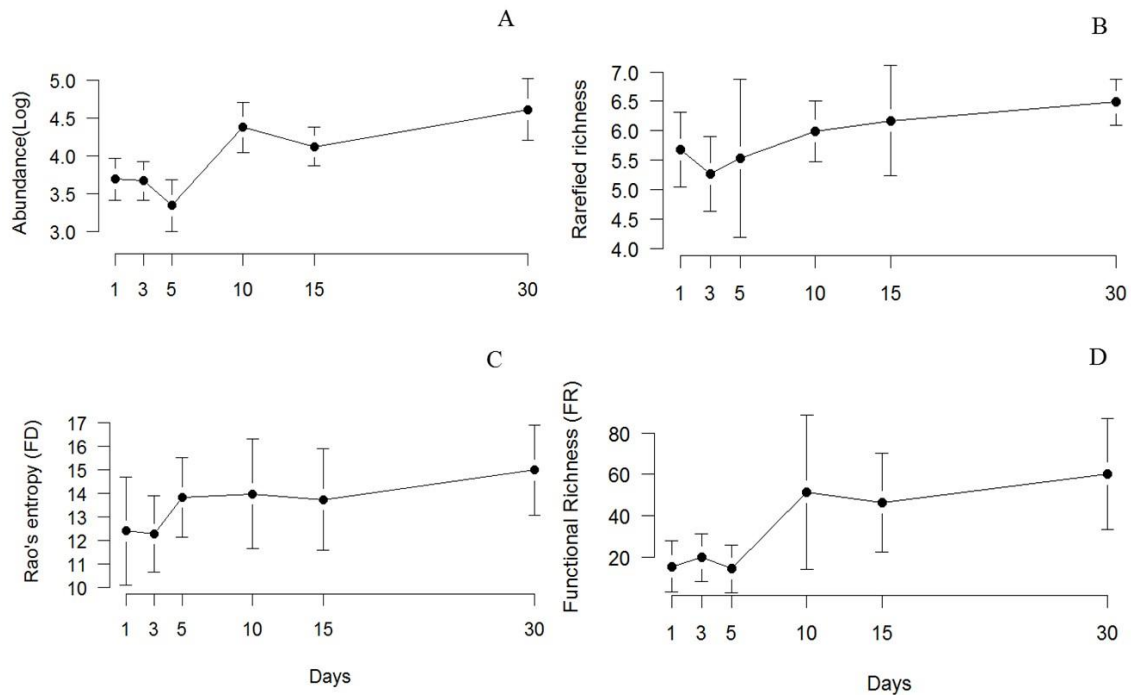 A
Abundance(Log)
5.0
4.5
4.0
3.5
3.0
1 3 5 10 15 30
B
Rarefied richness
7.0
6.5
6.0
5.5
5.0
4.5
4.0
1 3 5 10 15 30
C
Rao's entropy (FD)
17
16
15
14
13
12
11
10
1 3 5 10 15 30
Days
D
Functional Richness (FR)
80
60
40
20
1 3 5 10 15 30
Days